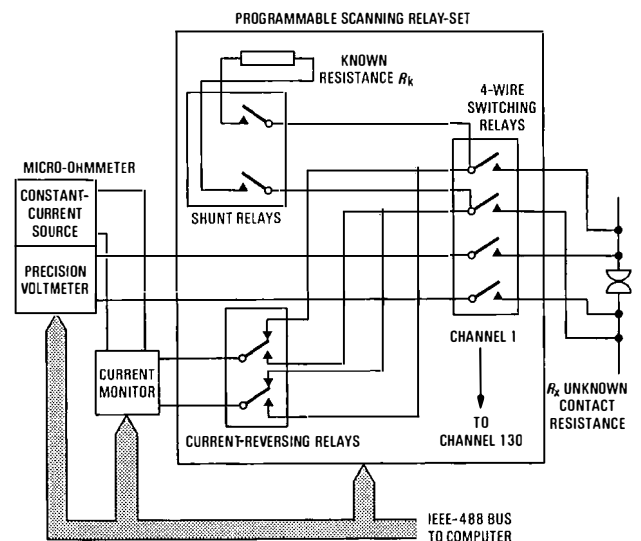 PROGRAMMABLE SCANNING RELAY-SET
KNOWN
RESISTANCE Rk
4-WIRE
SWITCHING
RELAYS
MICRO-OHMMETER
CONSTANT-
CURRENT
SOURCE
PRECISION
VOLTMETER
SHUNT RELAYS
CURRENT
MONITOR
CURRENT-REVERSING RELAYS
CHANNEL 1
TO
CHANNEL 130
Rx UNKNOWN
CONTACT
RESISTANCE
IEEE-488 BUS
TO COMPUTER